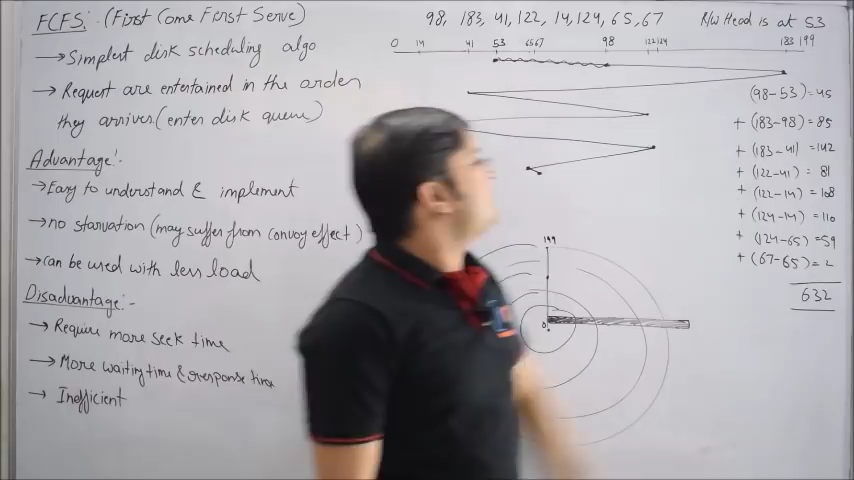 FCFS: (First Come First Serve)
→ Simplest disk scheduling algo
→ Request are entertained in the order
they arrives (enter disk queue)
Advantage:-
→ Easy to understand & implement
→ no starvation (may suffer from convoy effect)
→ can be used with less load
Disadvantage:-
→ Require more seek time
→ More waiting time & response time
→ Inefficient
98, 183, 41, 122, 14, 124, 65, 67
R/W Head is at 53
0 14 41 53 65 67 98 122 124 183 199
(98-53) = 45
+ (183-98) = 85
+ (183-41) = 142
+ (122-41) = 81
+ (122-14) = 108
+ (124-14) = 110
+ (124-65) = 59
+ (67-65) = 2
632
199
0